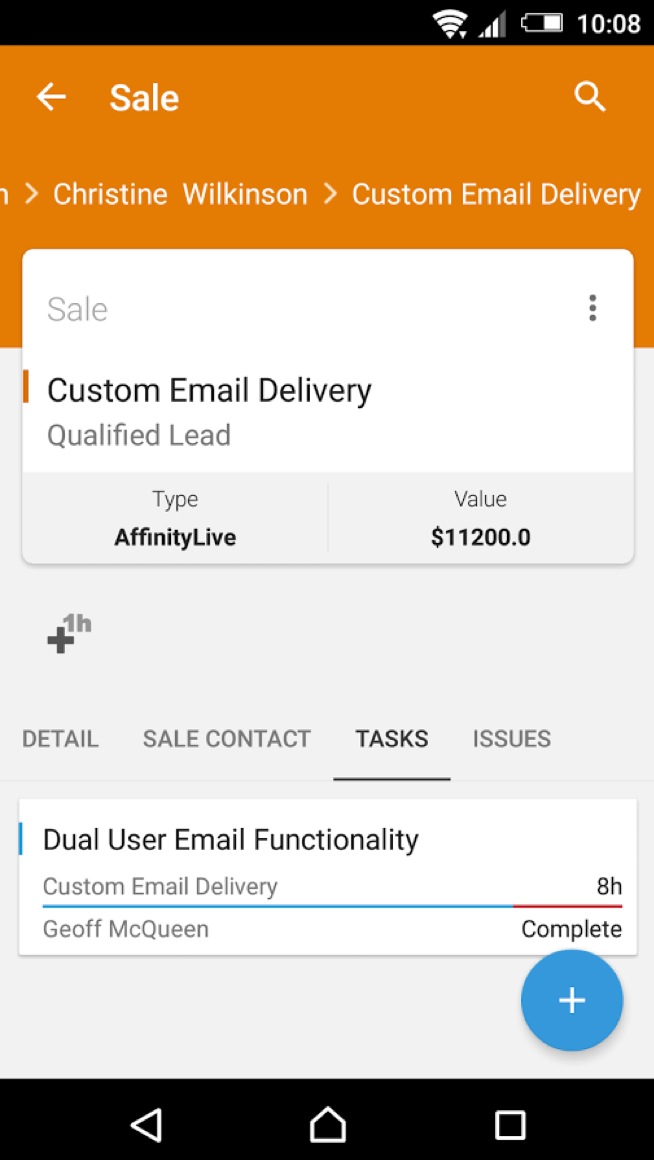 10:08
Sale
n > Christine Wilkinson > Custom Email Delivery
Sale
Custom Email Delivery
Qualified Lead
Type Value
AffinityLive $11200.0
+1h
DETAIL SALE CONTACT TASKS ISSUES
Dual User Email Functionality
Custom Email Delivery 8h
Geoff McQueen Complete
+